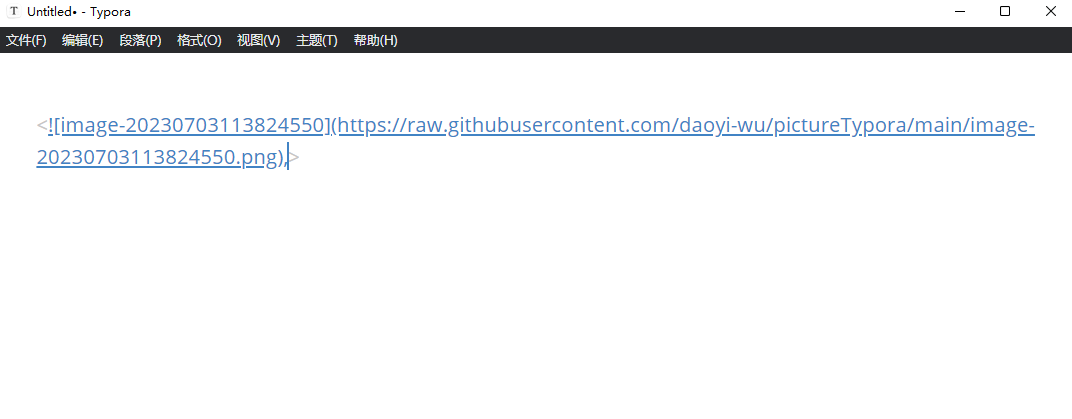 T Untitled• - Typora
文件(F) 编辑(E) 段落(P) 格式(O) 视图(V) 主题(T) 帮助(H)
<![image-20230703113824550](https://raw.githubusercontent.com/daoyi-wu/pictureTypora/main/image-
20230703113824550.png),>